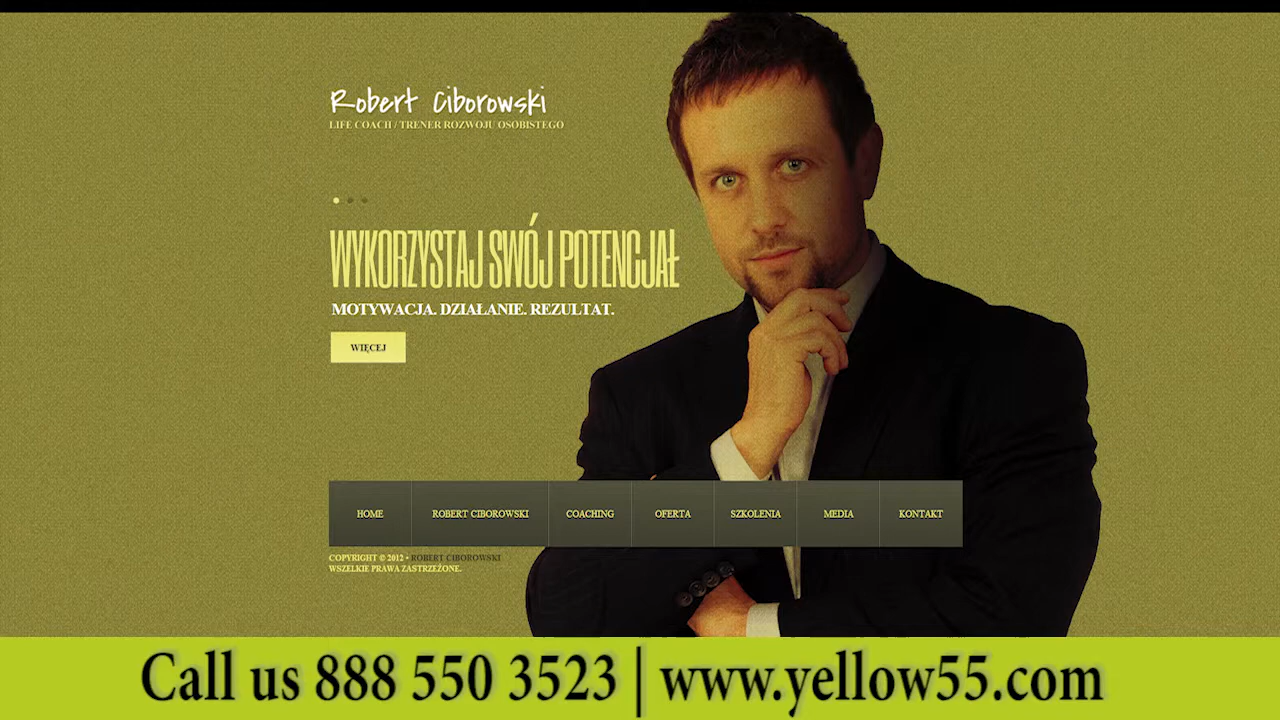 Robert Ciborowski
LIFE COACH / TRENER ROZWOJU OSOBISTEGO
WYKORZYSTAJ SWÓJ POTENCJAŁ
MOTYWACJA. DZIAŁANIE. REZULTAT.
WIĘCEJ
HOME ROBERT CIBOROWSKI COACHING OFERTA SZKOLENIA MEDIA KONTAKT
COPYRIGHT © 2012 • ROBERT CIBOROWSKI
WSZELKIE PRAWA ZASTRZEŻONE.
Call us 888 550 3523 | www.yellow55.com